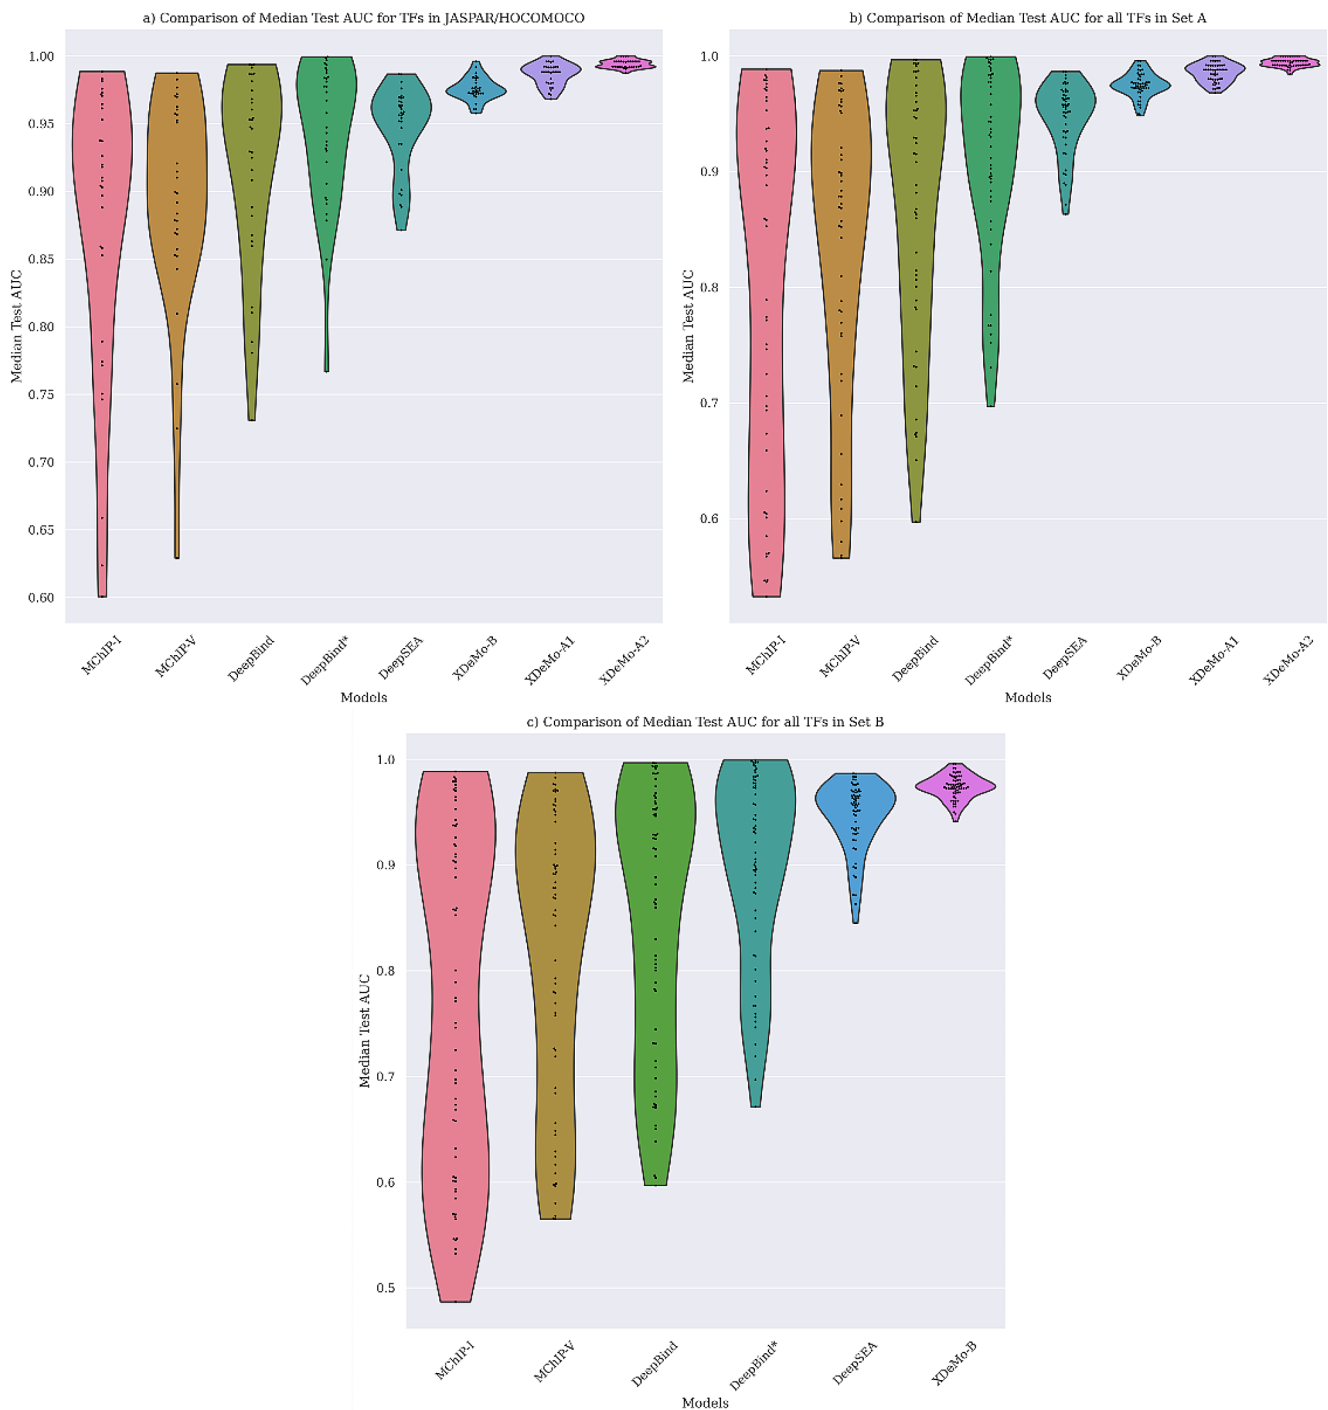 a) Comparison of Median Test AUC for TFs in JASPAR/HOCOMOCO
1.00
0.95
0.90
0.85
0.80
0.75
0.70
0.65
0.60
Median Test AUC
MChIP-I
MChIP-V
DeepBind
DeepBind*
DeepSEA
XDeMo-B
XDeMo-A1
XDeMo-A2
Models
b) Comparison of Median Test AUC for all TFs in Set A
1.0
0.9
0.8
0.7
0.6
Median Test AUC
MChIP-I
MChIP-V
DeepBind
DeepBind*
DeepSEA
XDeMo-B
XDeMo-A1
XDeMo-A2
Models
c) Comparison of Median Test AUC for all TFs in Set B
1.0
0.9
0.8
0.7
0.6
0.5
Median Test AUC
MChIP-I
MChIP-V
DeepBind
DeepBind*
DeepSEA
XDeMo-B
Models